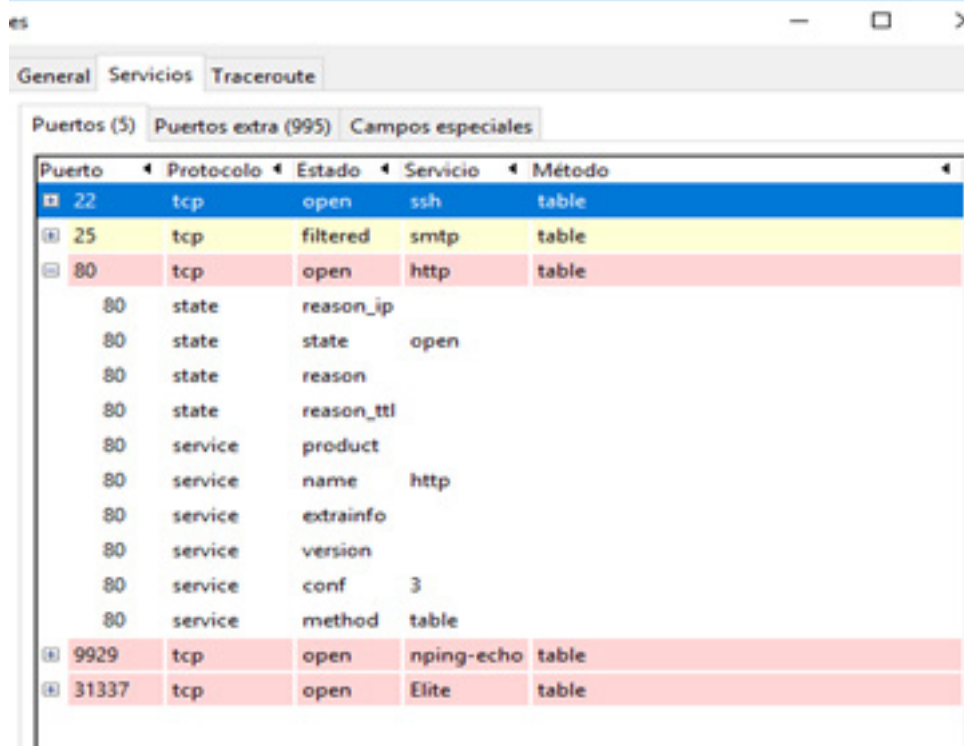 es
General Servicios Traceroute
Puertos (5) Puertos extra (995) Campos especiales
Puerto Protocolo Estado Servicio Método
22 tcp open ssh table
25 tcp filtered smtp table
80 tcp open http table
80 state reason_ip
80 state state open
80 state reason
80 state reason_ttl
80 service product
80 service name http
80 service extrainfo
80 service version
80 service conf 3
80 service method table
9929 tcp open nping-echo table
31337 tcp open Elite table